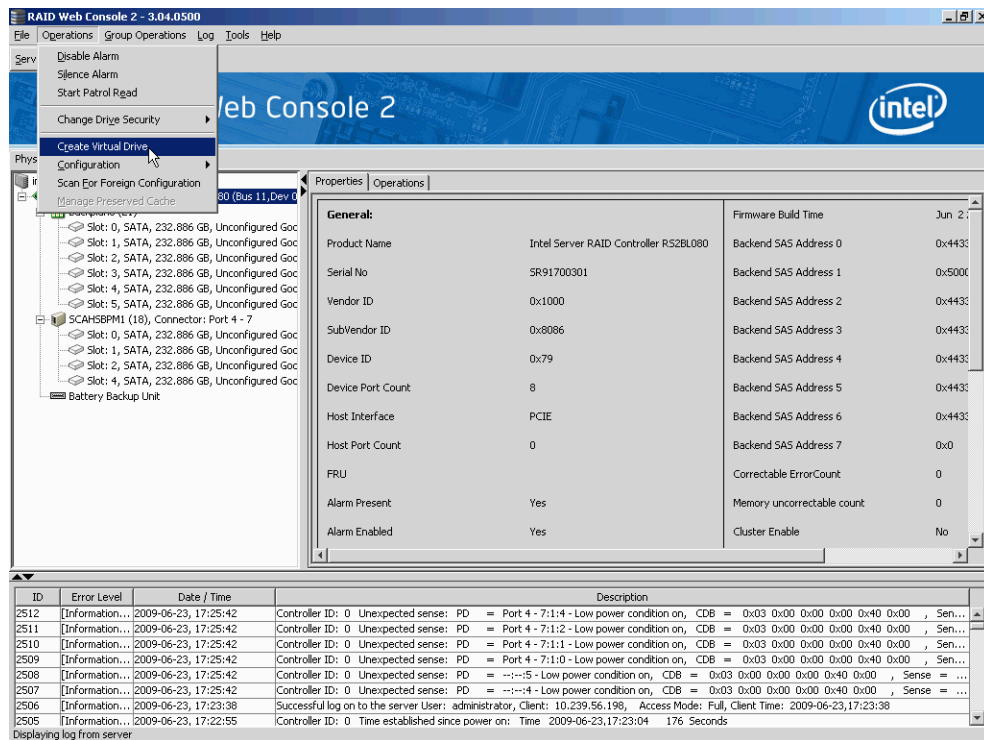 RAID Web Console 2 - 3.04.0500
File Operations Group Operations Log Tools Help
Serv
Disable Alarm
Silence Alarm
Start Patrol Read
Change Drive Security
Create Virtual Drive
Configuration
Scan For Foreign Configuration
Manage Preserved Cache
Web Console 2
intel
Phys
80 (Bus 11,Dev 0
Slot: 0, SATA, 232.886 GB, Unconfigured Goo
Slot: 1, SATA, 232.886 GB, Unconfigured Goo
Slot: 2, SATA, 232.886 GB, Unconfigured Goo
Slot: 3, SATA, 232.886 GB, Unconfigured Goo
Slot: 4, SATA, 232.886 GB, Unconfigured Goo
Slot: 5, SATA, 232.886 GB, Unconfigured Goo
SCAHSBPM1 (18), Connector: Port 4 - 7
Slot: 0, SATA, 232.886 GB, Unconfigured Goo
Slot: 1, SATA, 232.886 GB, Unconfigured Goo
Slot: 2, SATA, 232.886 GB, Unconfigured Goo
Slot: 4, SATA, 232.886 GB, Unconfigured Goo
Battery Backup Unit
Properties Operations
General: Firmware Build Time Jun 2
Product Name Intel Server RAID Controller RS2BL080 Backend SAS Address 0 0x4433
Serial No SR91700301 Backend SAS Address 1 0x5000
Vendor ID 0x1000 Backend SAS Address 2 0x4433
SubVendor ID 0x8086 Backend SAS Address 3 0x4433
Device ID 0x79 Backend SAS Address 4 0x4433
Device Port Count 8 Backend SAS Address 5 0x4433
Host Interface PCIE Backend SAS Address 6 0x4433
Host Port Count 0 Backend SAS Address 7 0x0
FRU Correctable ErrorCount 0
Alarm Present Yes Memory uncorrectable count 0
Alarm Enabled Yes Cluster Enable No
ID Error Level Date / Time Description
2512 [Information... 2009-06-23, 17:25:42 Controller ID: 0 Unexpected sense: PD = Port 4 - 7:1:4 - Low power condition on, CDB = 0x03 0x00 0x00 0x00 0x40 0x00 , Sen...
2511 [Information... 2009-06-23, 17:25:42 Controller ID: 0 Unexpected sense: PD = Port 4 - 7:1:2 - Low power condition on, CDB = 0x03 0x00 0x00 0x00 0x40 0x00 , Sen...
2510 [Information... 2009-06-23, 17:25:42 Controller ID: 0 Unexpected sense: PD = Port 4 - 7:1:1 - Low power condition on, CDB = 0x03 0x00 0x00 0x00 0x40 0x00 , Sen...
2509 [Information... 2009-06-23, 17:25:42 Controller ID: 0 Unexpected sense: PD = Port 4 - 7:1:0 - Low power condition on, CDB = 0x03 0x00 0x00 0x00 0x40 0x00 , Sen...
2508 [Information... 2009-06-23, 17:25:42 Controller ID: 0 Unexpected sense: PD = --:--:5 - Low power condition on, CDB = 0x03 0x00 0x00 0x00 0x40 0x00 , Sense = ...
2507 [Information... 2009-06-23, 17:25:42 Controller ID: 0 Unexpected sense: PD = --:--:4 - Low power condition on, CDB = 0x03 0x00 0x00 0x00 0x40 0x00 , Sense = ...
2506 [Information... 2009-06-23, 17:23:38 Successful log on to the server User: administrator, Client: 10.239.56.198, Access Mode: Full, Client Time: 2009-06-23,17:23:38
2505 [Information... 2009-06-23, 17:22:55 Controller ID: 0 Time established since power on: Time 2009-06-23,17:23:04 176 Seconds
Displaying log from server